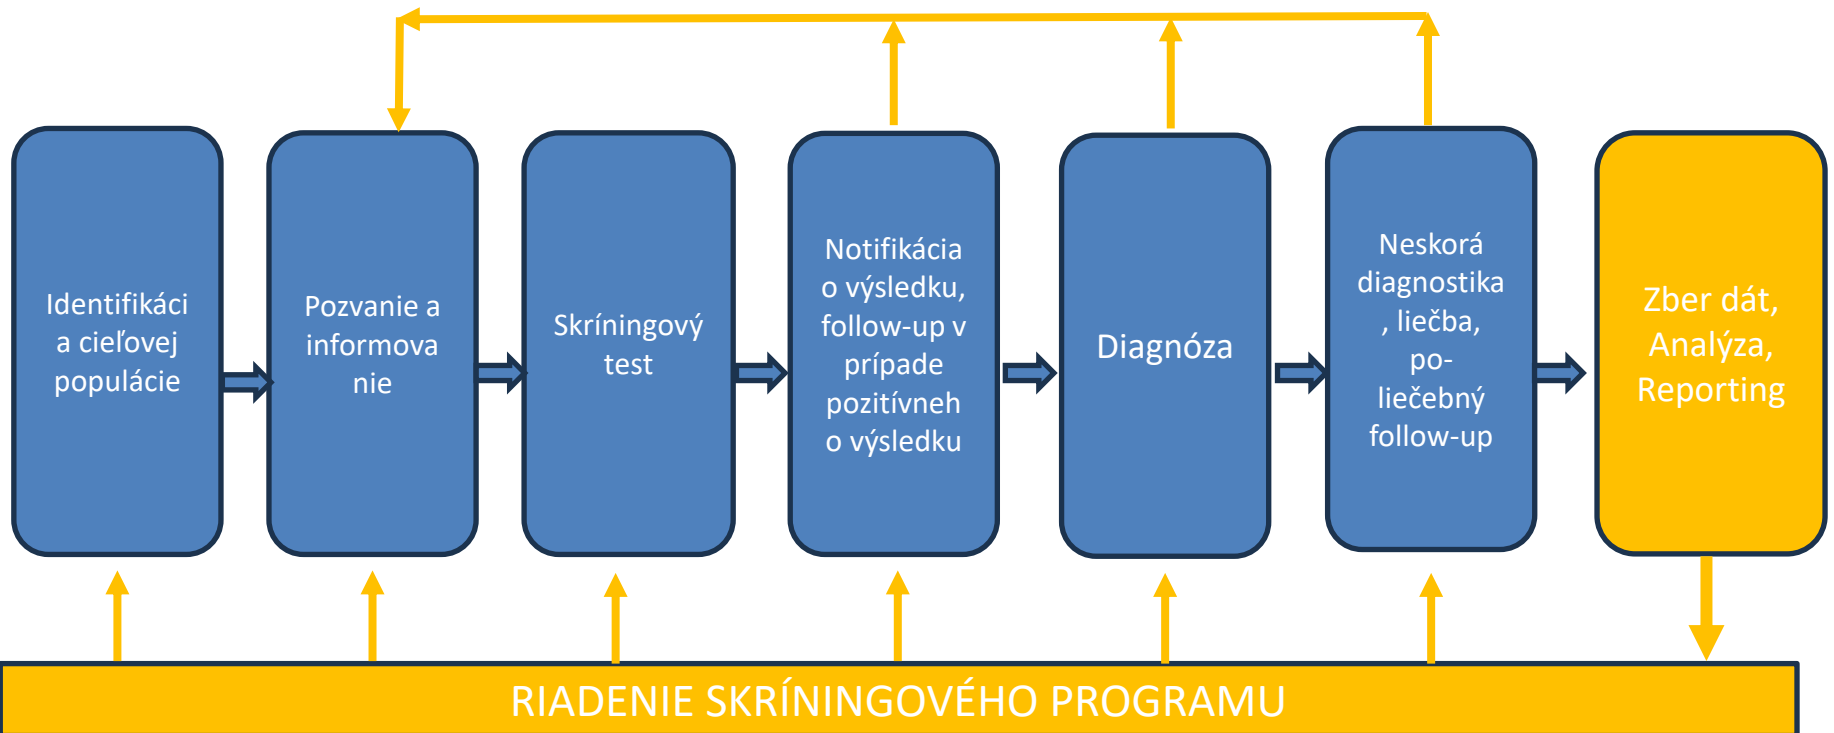 Identifikáci
a cieľovej
populácie
Pozvanie a
informova
nie
Skríningový
test
Notifikácia
o výsledku,
follow-up v
prípade
pozitívneh
o výsledku
Diagnóza
Neskorá
diagnostika
, liečba,
po-
liečebný
follow-up
Zber dát,
Analýza,
Reporting
RIADENIE SKRÍNINGOVÉHO PROGRAMU